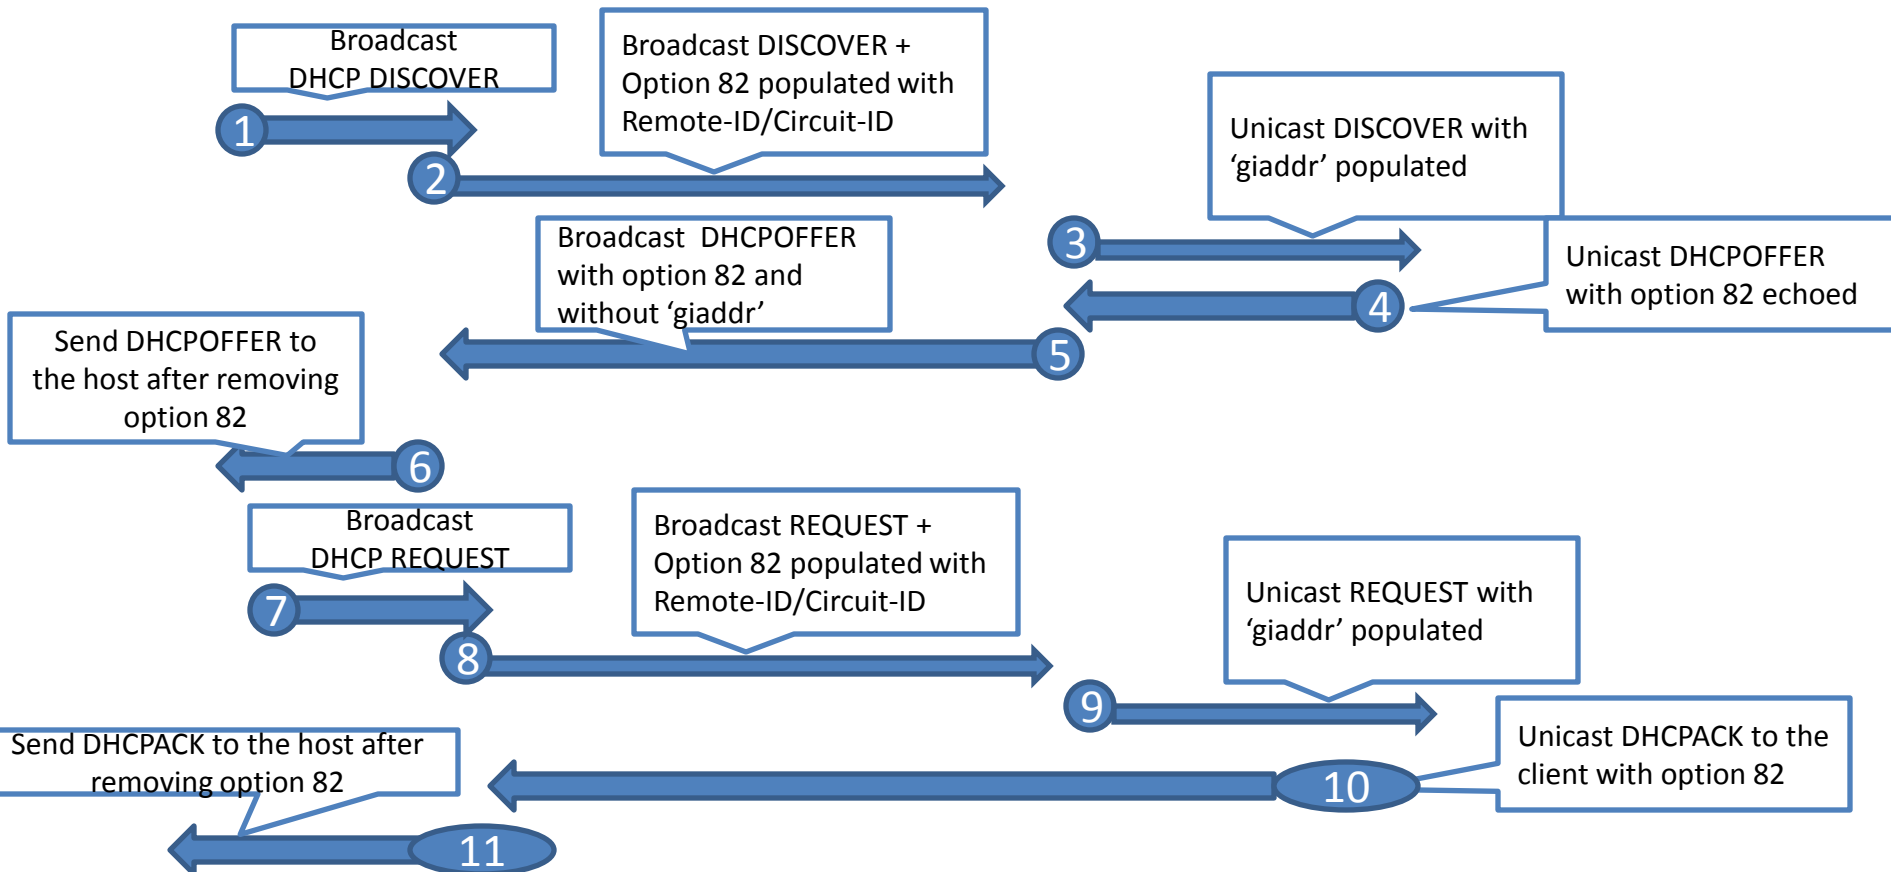 Broadcast
DHCP DISCOVER
1
Broadcast DISCOVER +
Option 82 populated with
Remote-ID/Circuit-ID
2
Unicast DISCOVER with
‘giaddr’ populated
3
Unicast DHCPOFFER
with option 82 echoed
4
Broadcast DHCPOFFER
with option 82 and
without ‘giaddr’
5
Send DHCPOFFER to
the host after removing
option 82
6
Broadcast
DHCP REQUEST
7
Broadcast REQUEST +
Option 82 populated with
Remote-ID/Circuit-ID
8
Unicast REQUEST with
‘giaddr’ populated
9
Unicast DHCPACK to the
client with option 82
10
Send DHCPACK to the host after
removing option 82
11